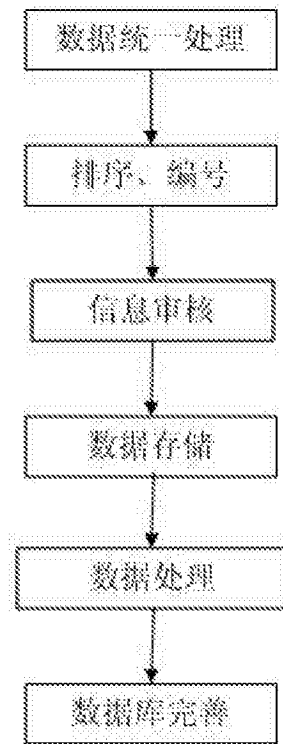 数据统一处理
排序、编号
信息审核
数据存储
数据处理
数据库完善